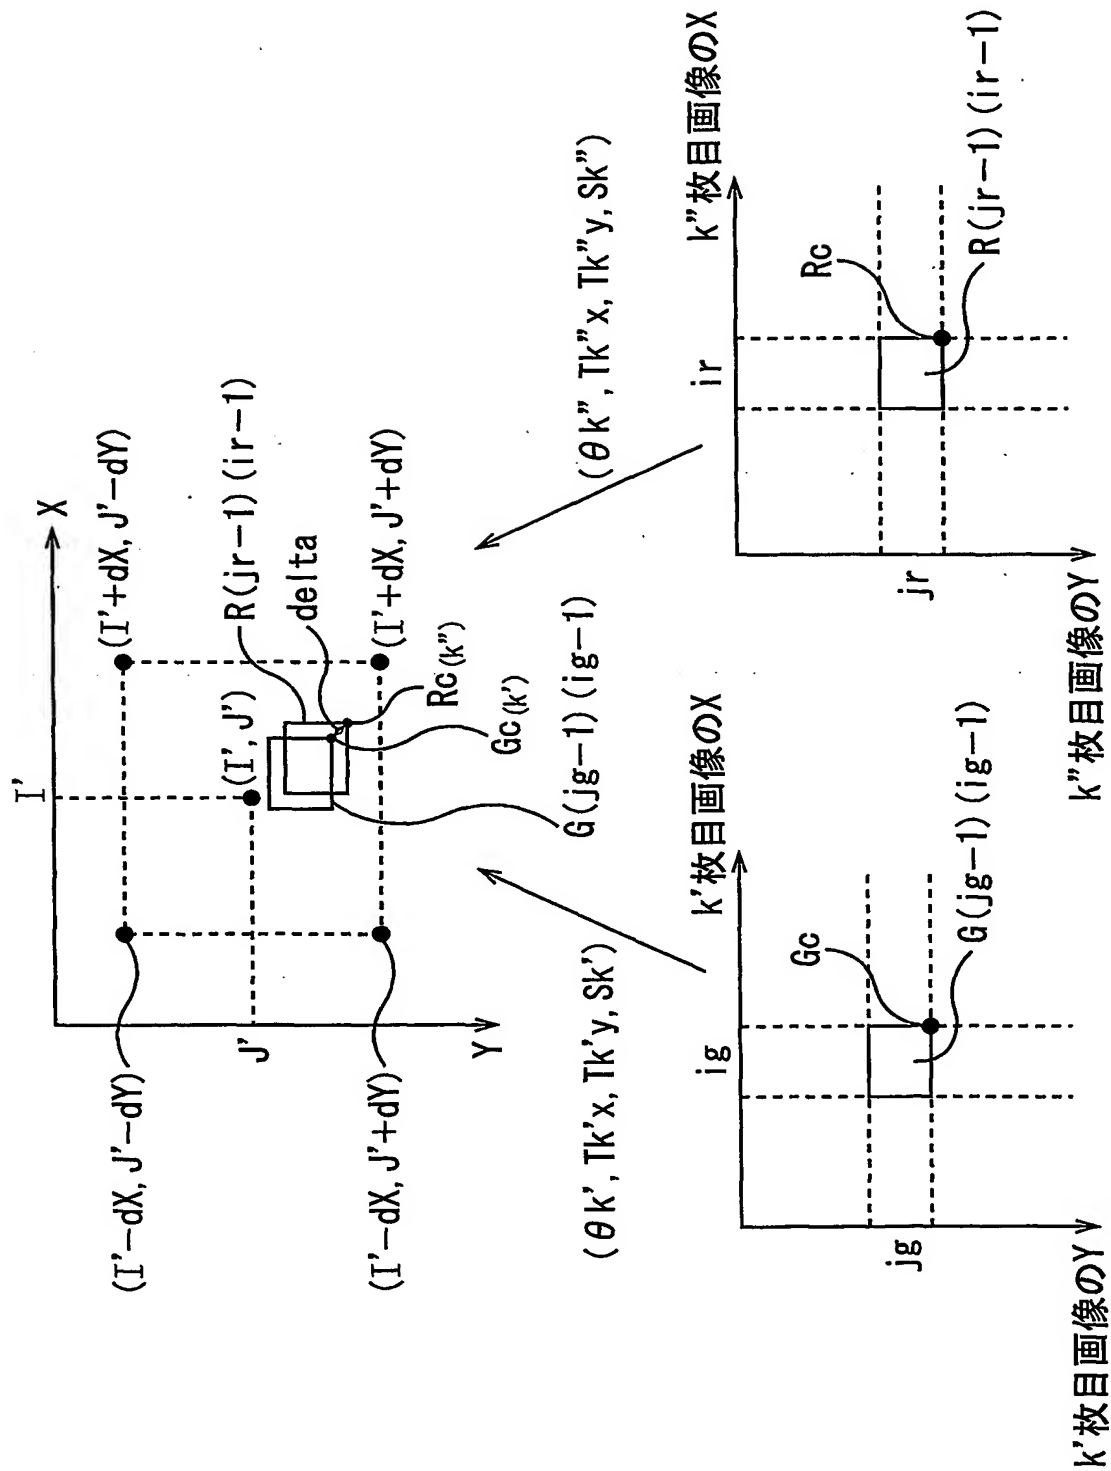 I'
X
(I'-dX, J'-dY)
(I'+dX, J'-dY)
(I', J')
R(jr-1)(ir-1)
J'
delta
(I'-dX, J'+dY)
(I'+dX, J'+dY)
Rc(k")
Gc(k')
Y
G(jg-1)(ig-1)
(θk', Tk'x, Tk'y, Sk')
(θk", Tk"x, Tk"y, Sk")
k'枚目画像のX
ig
Gc
jg
G(jg-1)(ig-1)
k'枚目画像のY
k"枚目画像のX
ir
Rc
jr
R(jr-1)(ir-1)
k"枚目画像のY